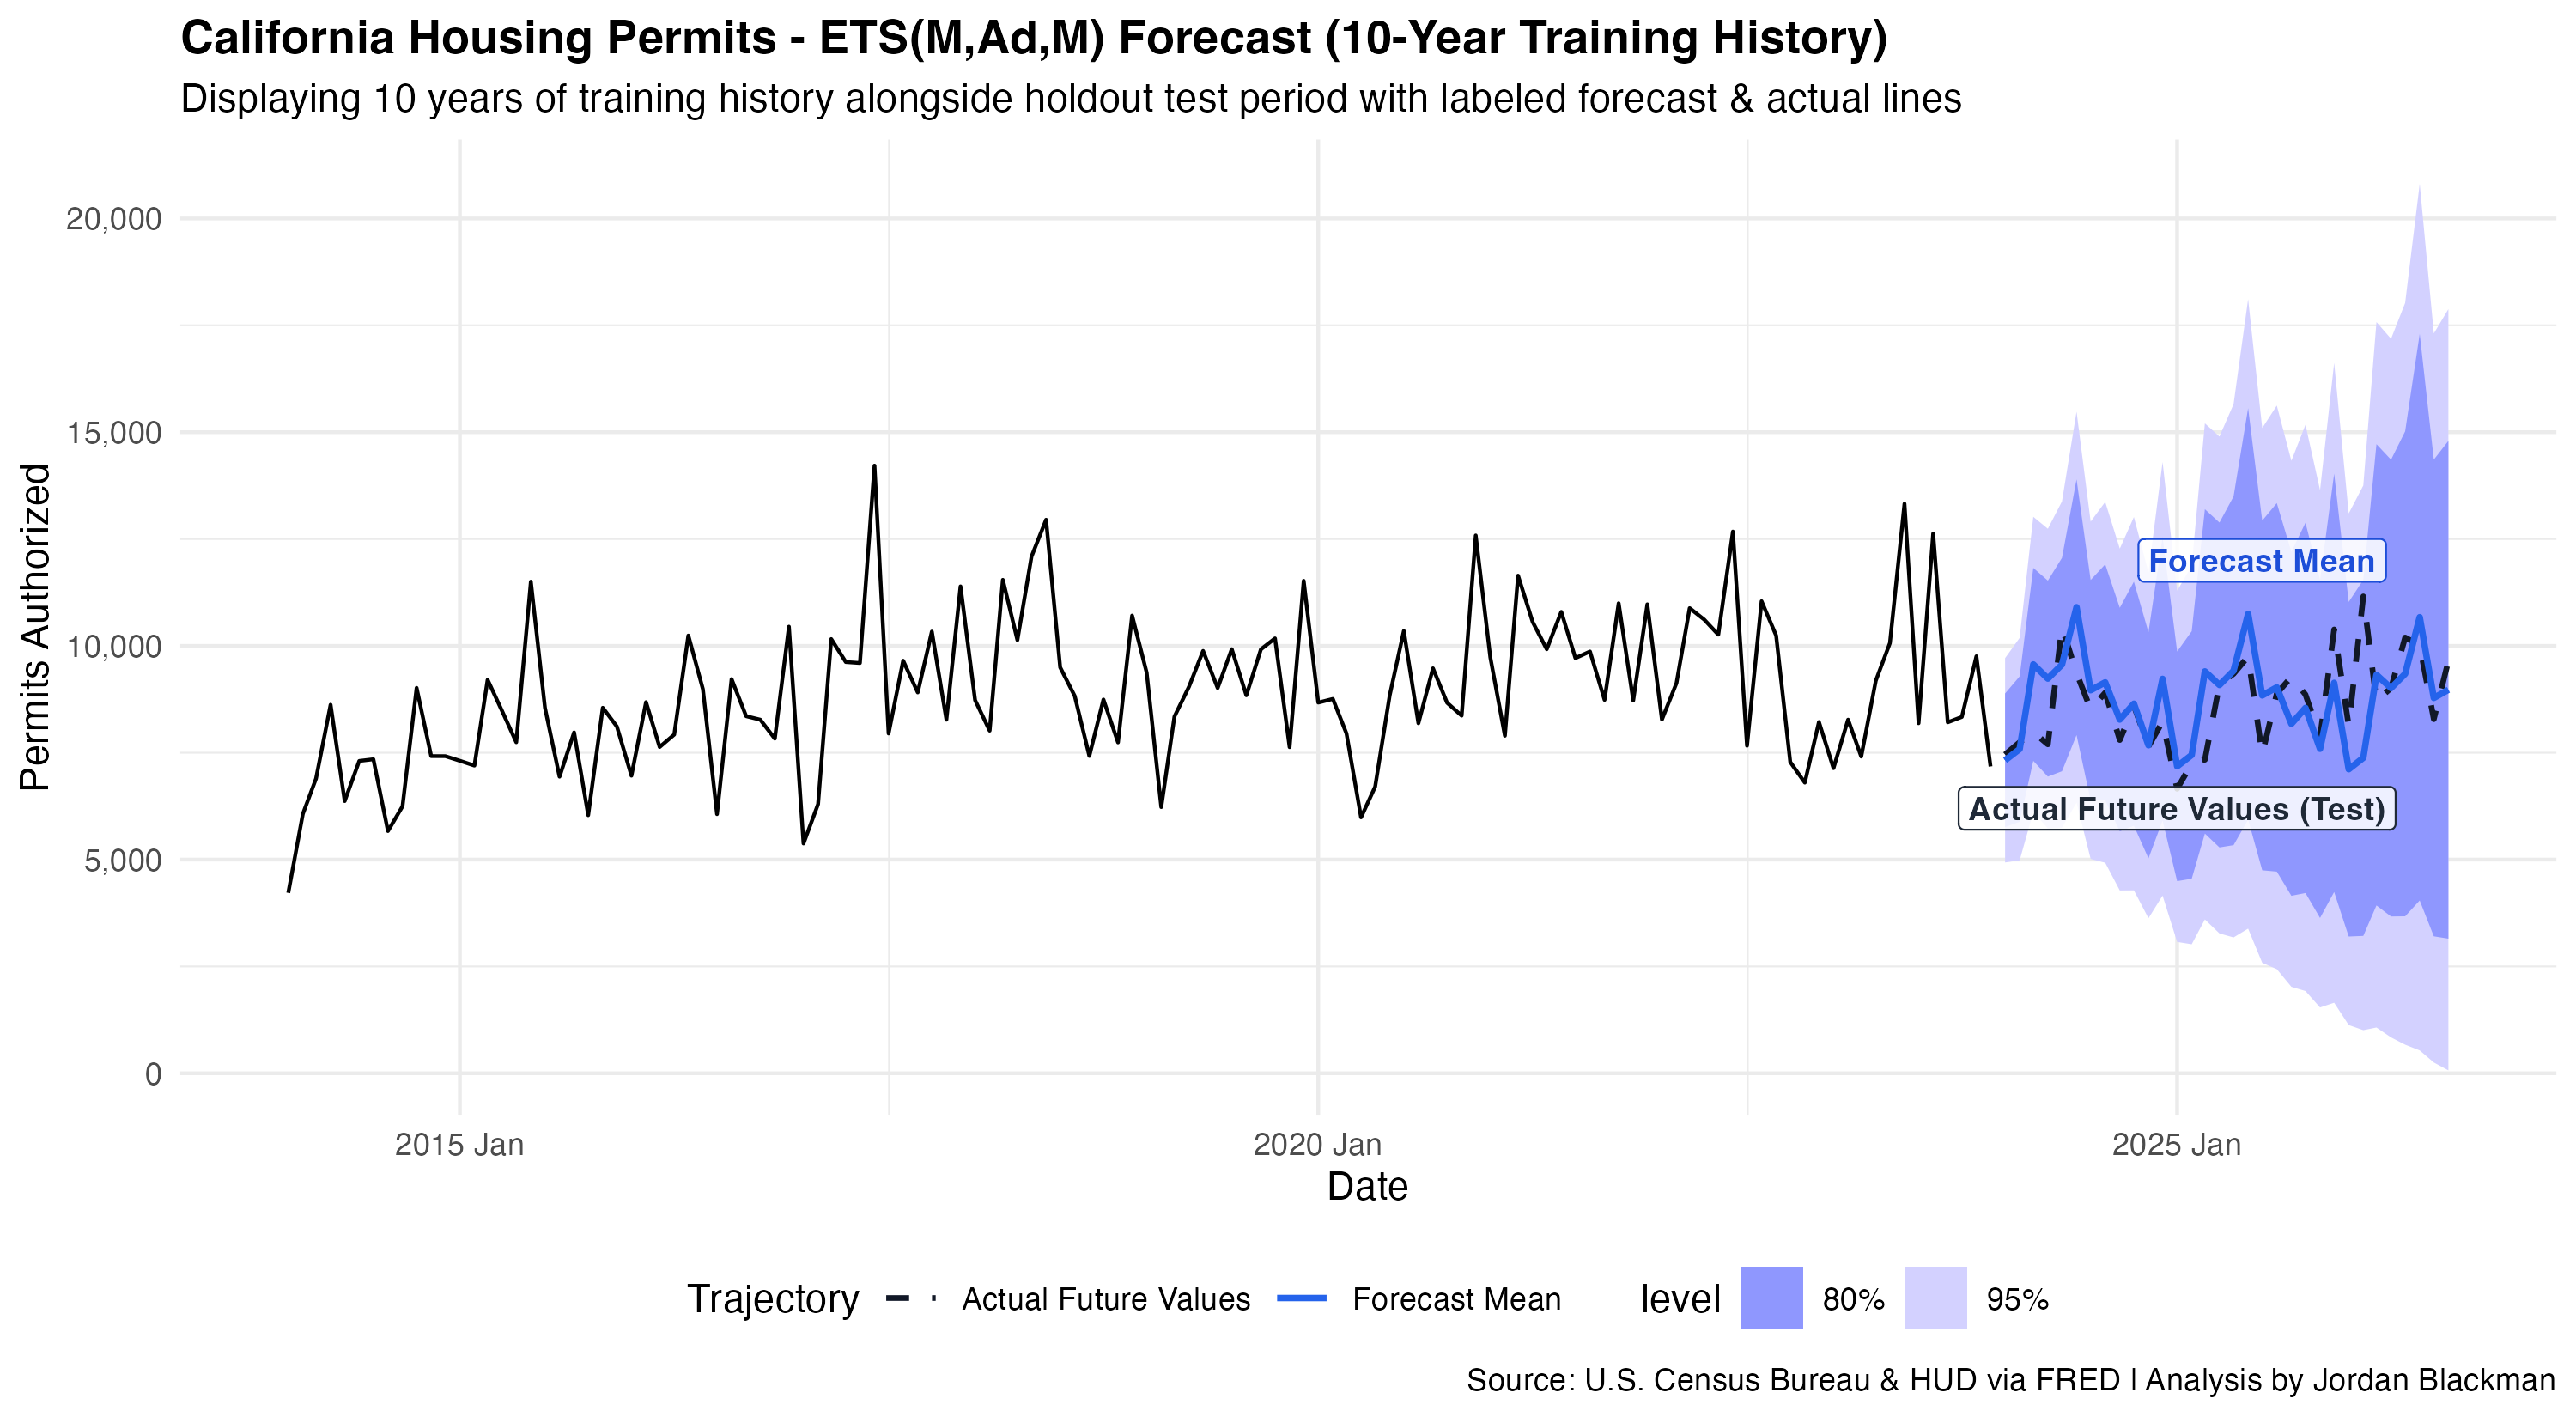 California Housing Permits - ETS(M,Ad,M) Forecast (10-Year Training History)
Displaying 10 years of training history alongside holdout test period with labeled forecast & actual lines
Permits Authorized
20,000
15,000
10,000
5,000
0
Forecast Mean
Actual Future Values (Test)
2015 Jan
2020 Jan
2025 Jan
Date
Trajectory
Actual Future Values
Forecast Mean
level
80%
95%
Source: U.S. Census Bureau & HUD via FRED | Analysis by Jordan Blackman